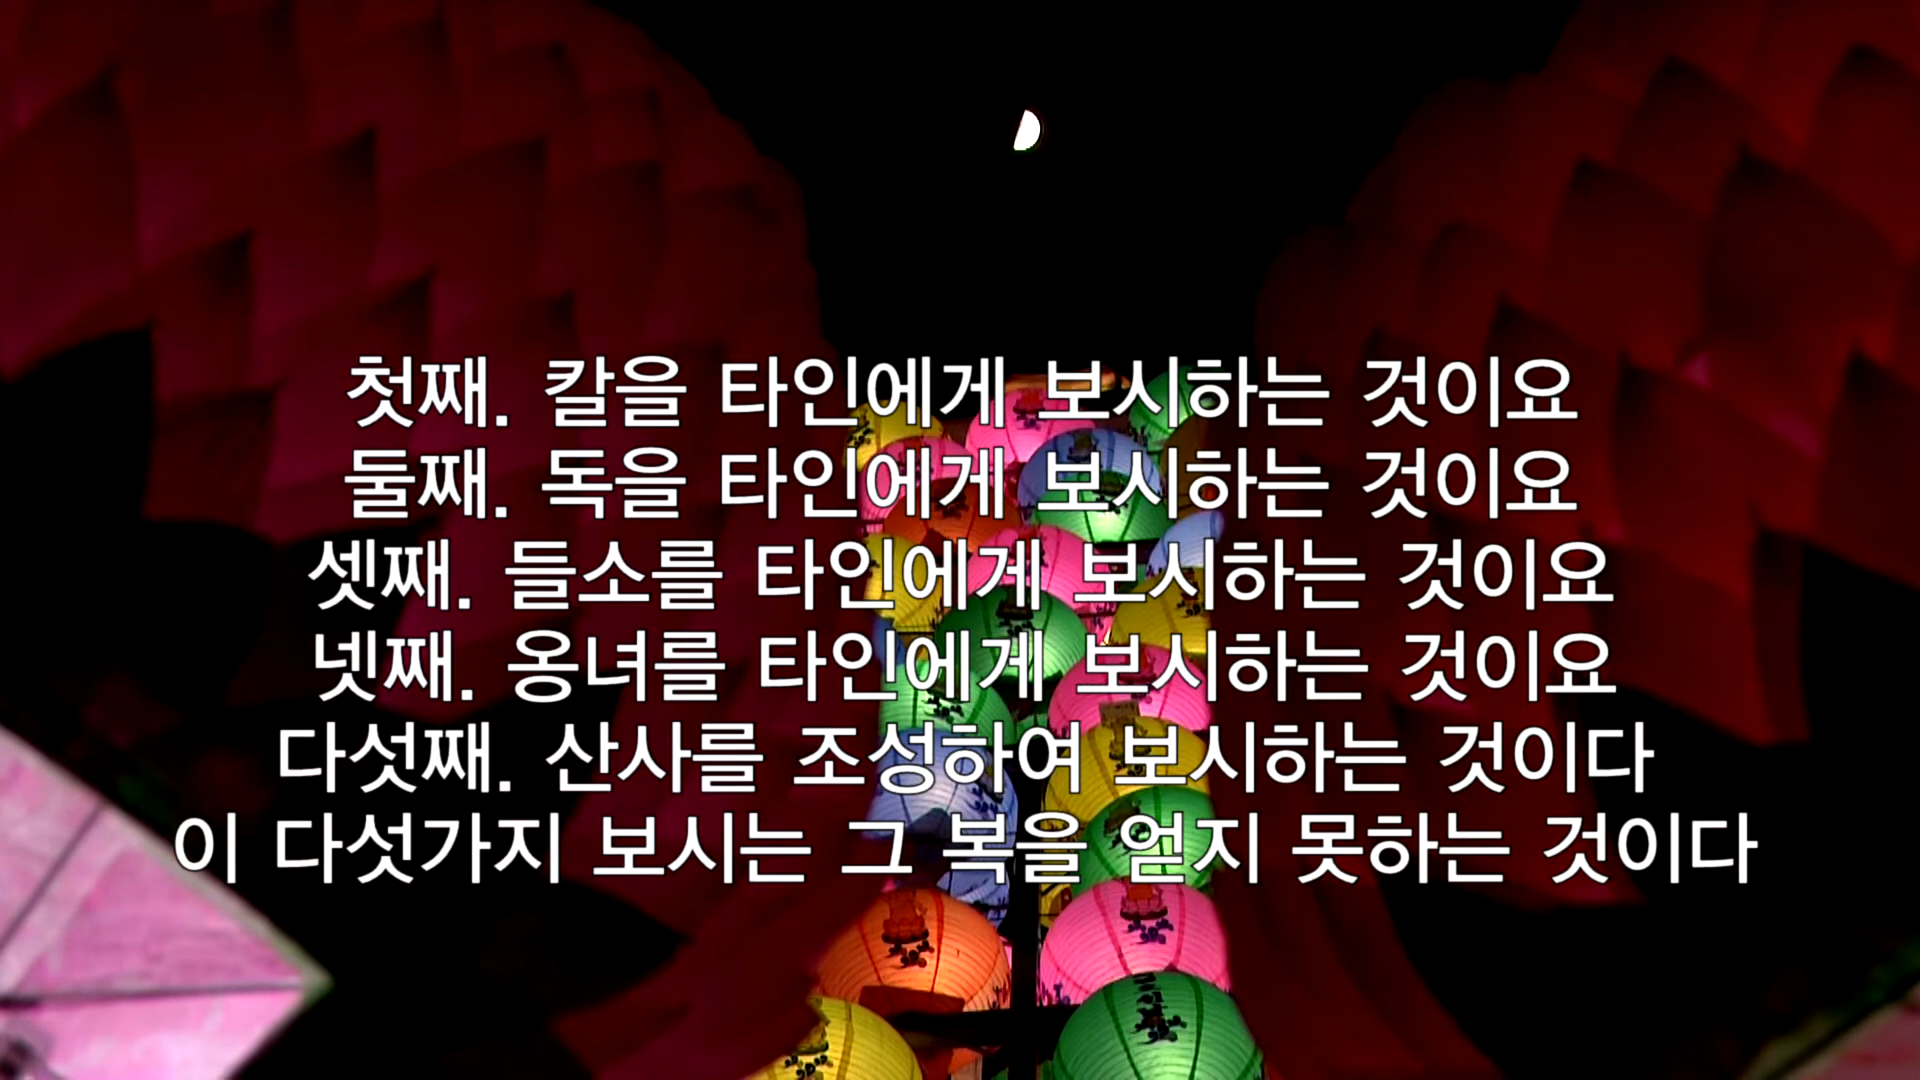 첫째. 칼을 타인에게 보시하는 것이요
둘째. 독을 타인에게 보시하는 것이요
셋째. 들소를 타인에게 보시하는 것이요
넷째. 옹녀를 타인에게 보시하는 것이요
다섯째. 산사를 조성하여 보시하는 것이다
이 다섯가지 보시는 그 복을 얻지 못하는 것이다